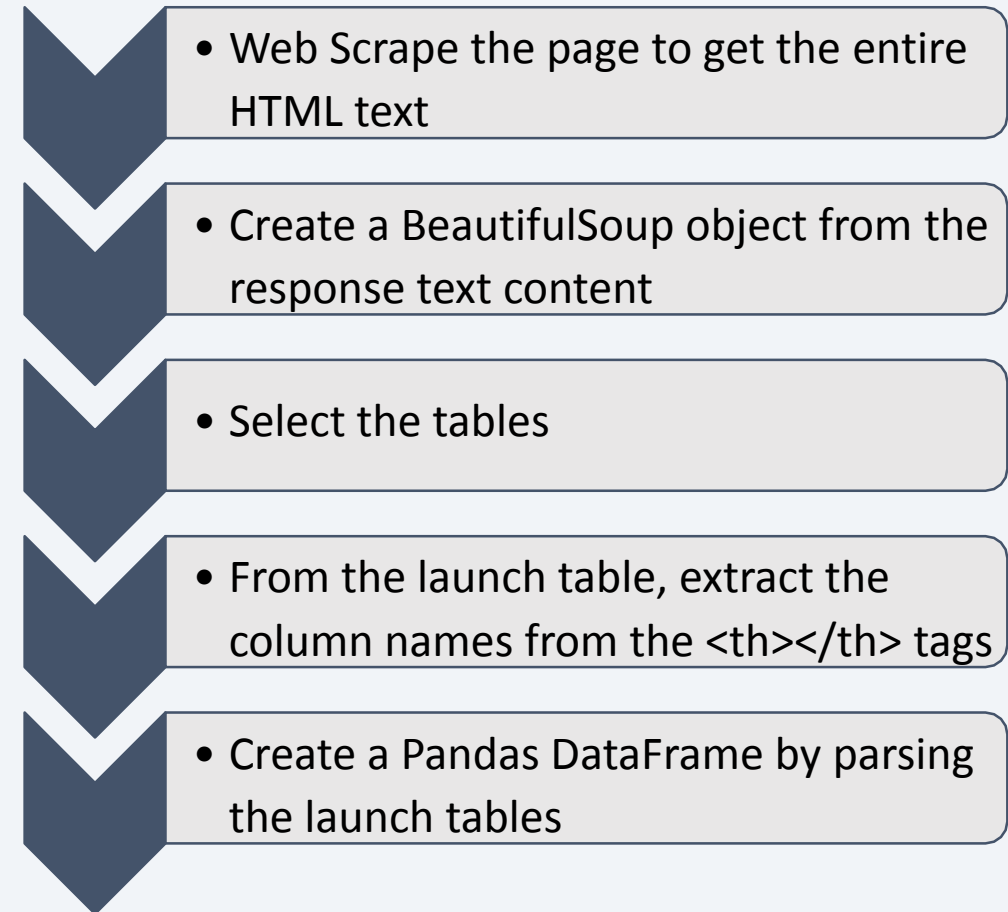 • Web Scrape the page to get the entire
HTML text
• Create a BeautifulSoup object from the
response text content
• Select the tables
• From the launch table, extract the
column names from the <th></th> tags
• Create a Pandas DataFrame by parsing
the launch tables